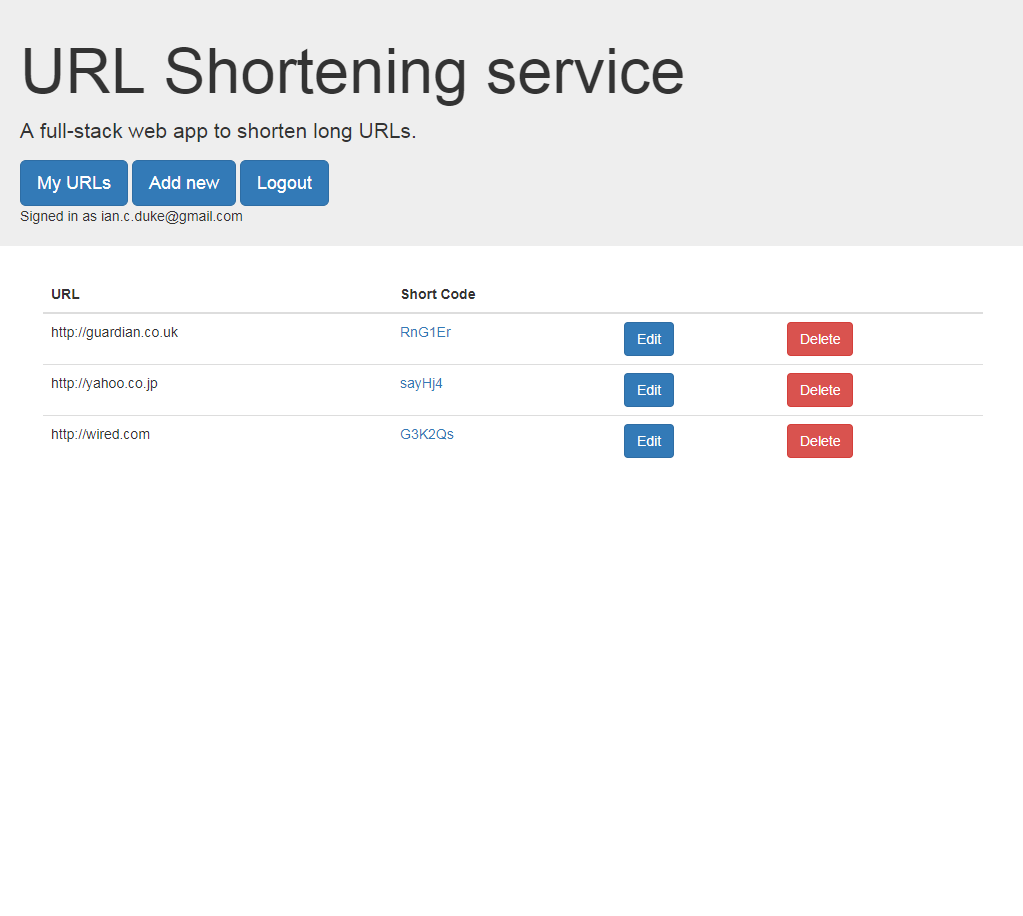 URL Shortening service
A full-stack web app to shorten long URLs.
My URLs Add new Logout
Signed in as ian.c.duke@gmail.com
URL Short Code
http://guardian.co.uk RnG1Er Edit Delete
http://yahoo.co.jp sayHj4 Edit Delete
http://wired.com G3K2Qs Edit Delete